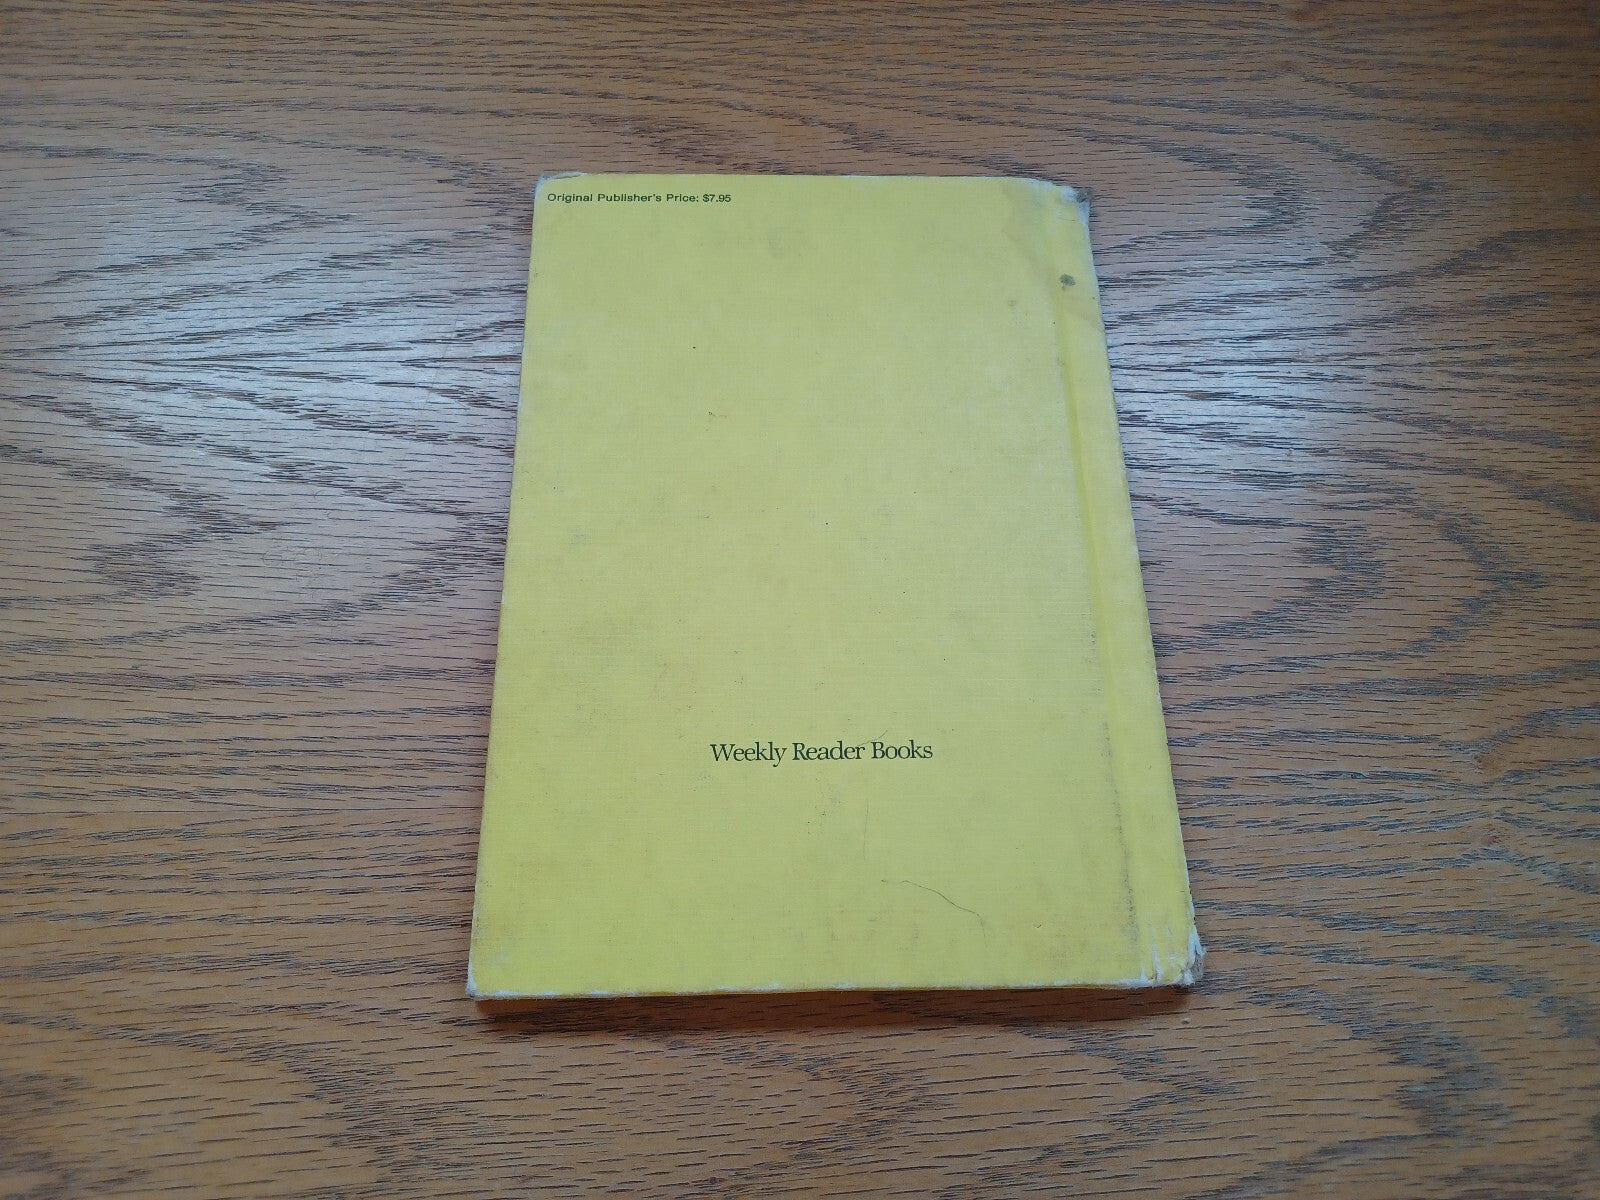 Original Publisher's Price: $7.95
Weekly Reader Books